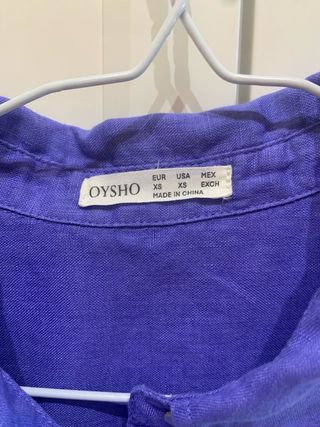 OYSHO
EUR USA MEX
XS XS EXCH
MADE IN CHINA